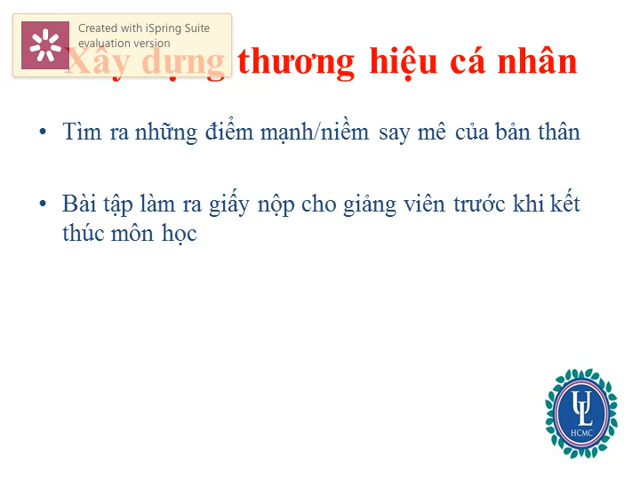 Created with iSpring Suite
evaluation version
Xây dựng thương hiệu cá nhân
• Tìm ra những điểm mạnh/niềm say mê của bản thân
• Bài tập làm ra giấy nộp cho giảng viên trước khi kết
thúc môn học
UL
HCMC